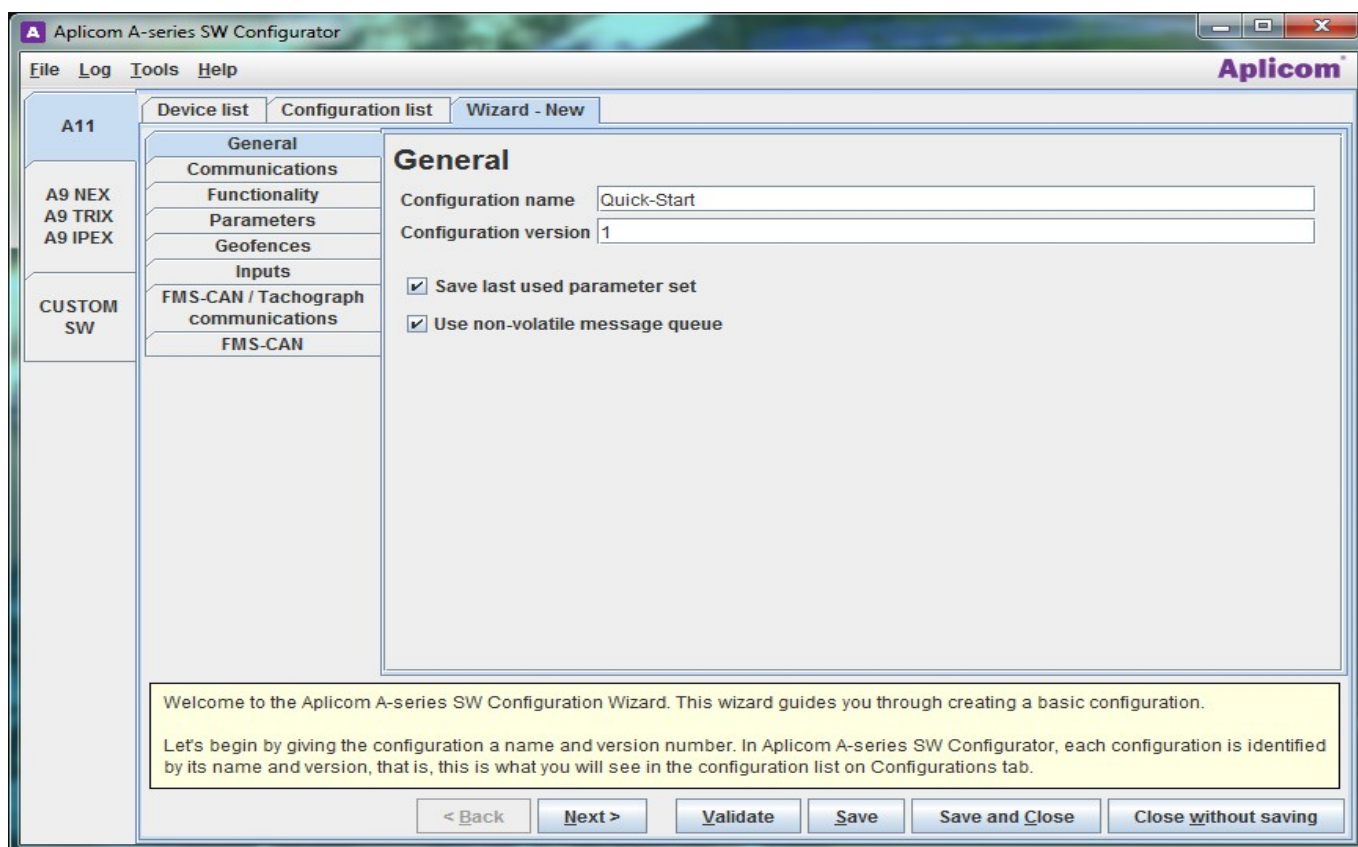 A Aplicom A-series SW Configurator
File Log Tools Help
Aplicom
A11
A9 NEX
A9 TRIX
A9 IPEX
CUSTOM
SW
Device list Configuration list Wizard - New
General
Communications
Functionality
Parameters
Geofences
Inputs
FMS-CAN / Tachograph
communications
FMS-CAN
General
Configuration name Quick-Start
Configuration version 1
Save last used parameter set
Use non-volatile message queue
Welcome to the Aplicom A-series SW Configuration Wizard. This wizard guides you through creating a basic configuration.
Let's begin by giving the configuration a name and version number. In Aplicom A-series SW Configurator, each configuration is identified
by its name and version, that is, this is what you will see in the configuration list on Configurations tab.
< Back Next > Validate Save Save and Close Close without saving